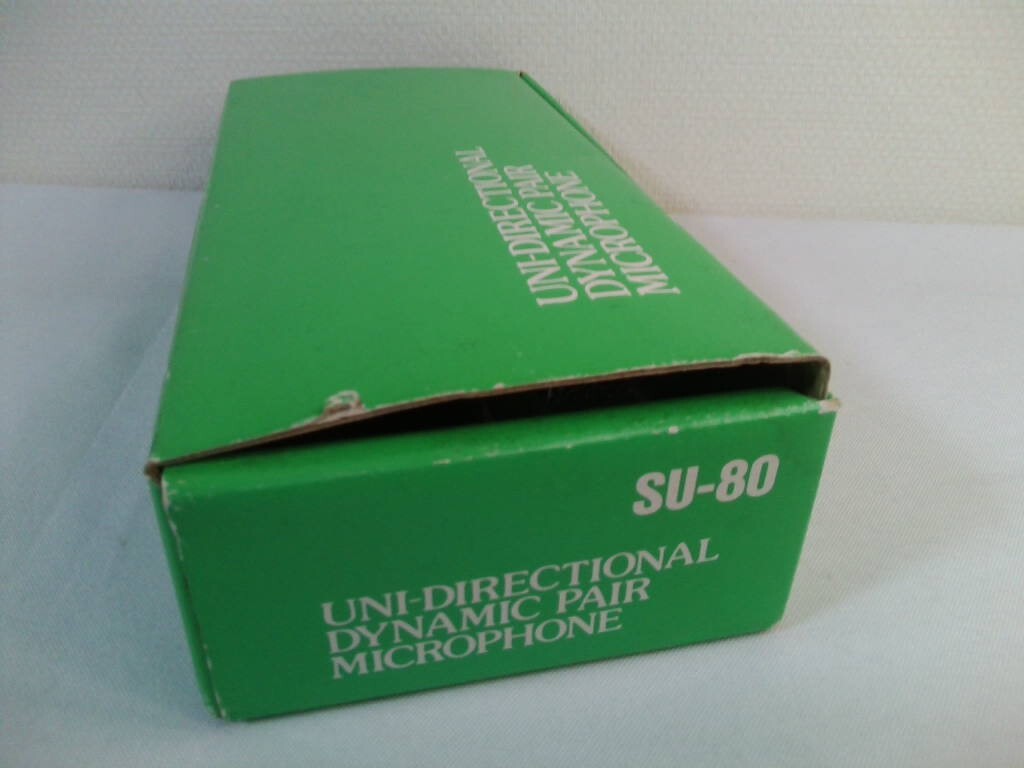 UNI-DIRECTIONAL
DYNAMIC PAIR
MICROPHONE
SU-80
UNI-DIRECTIONAL
DYNAMIC PAIR
MICROPHONE